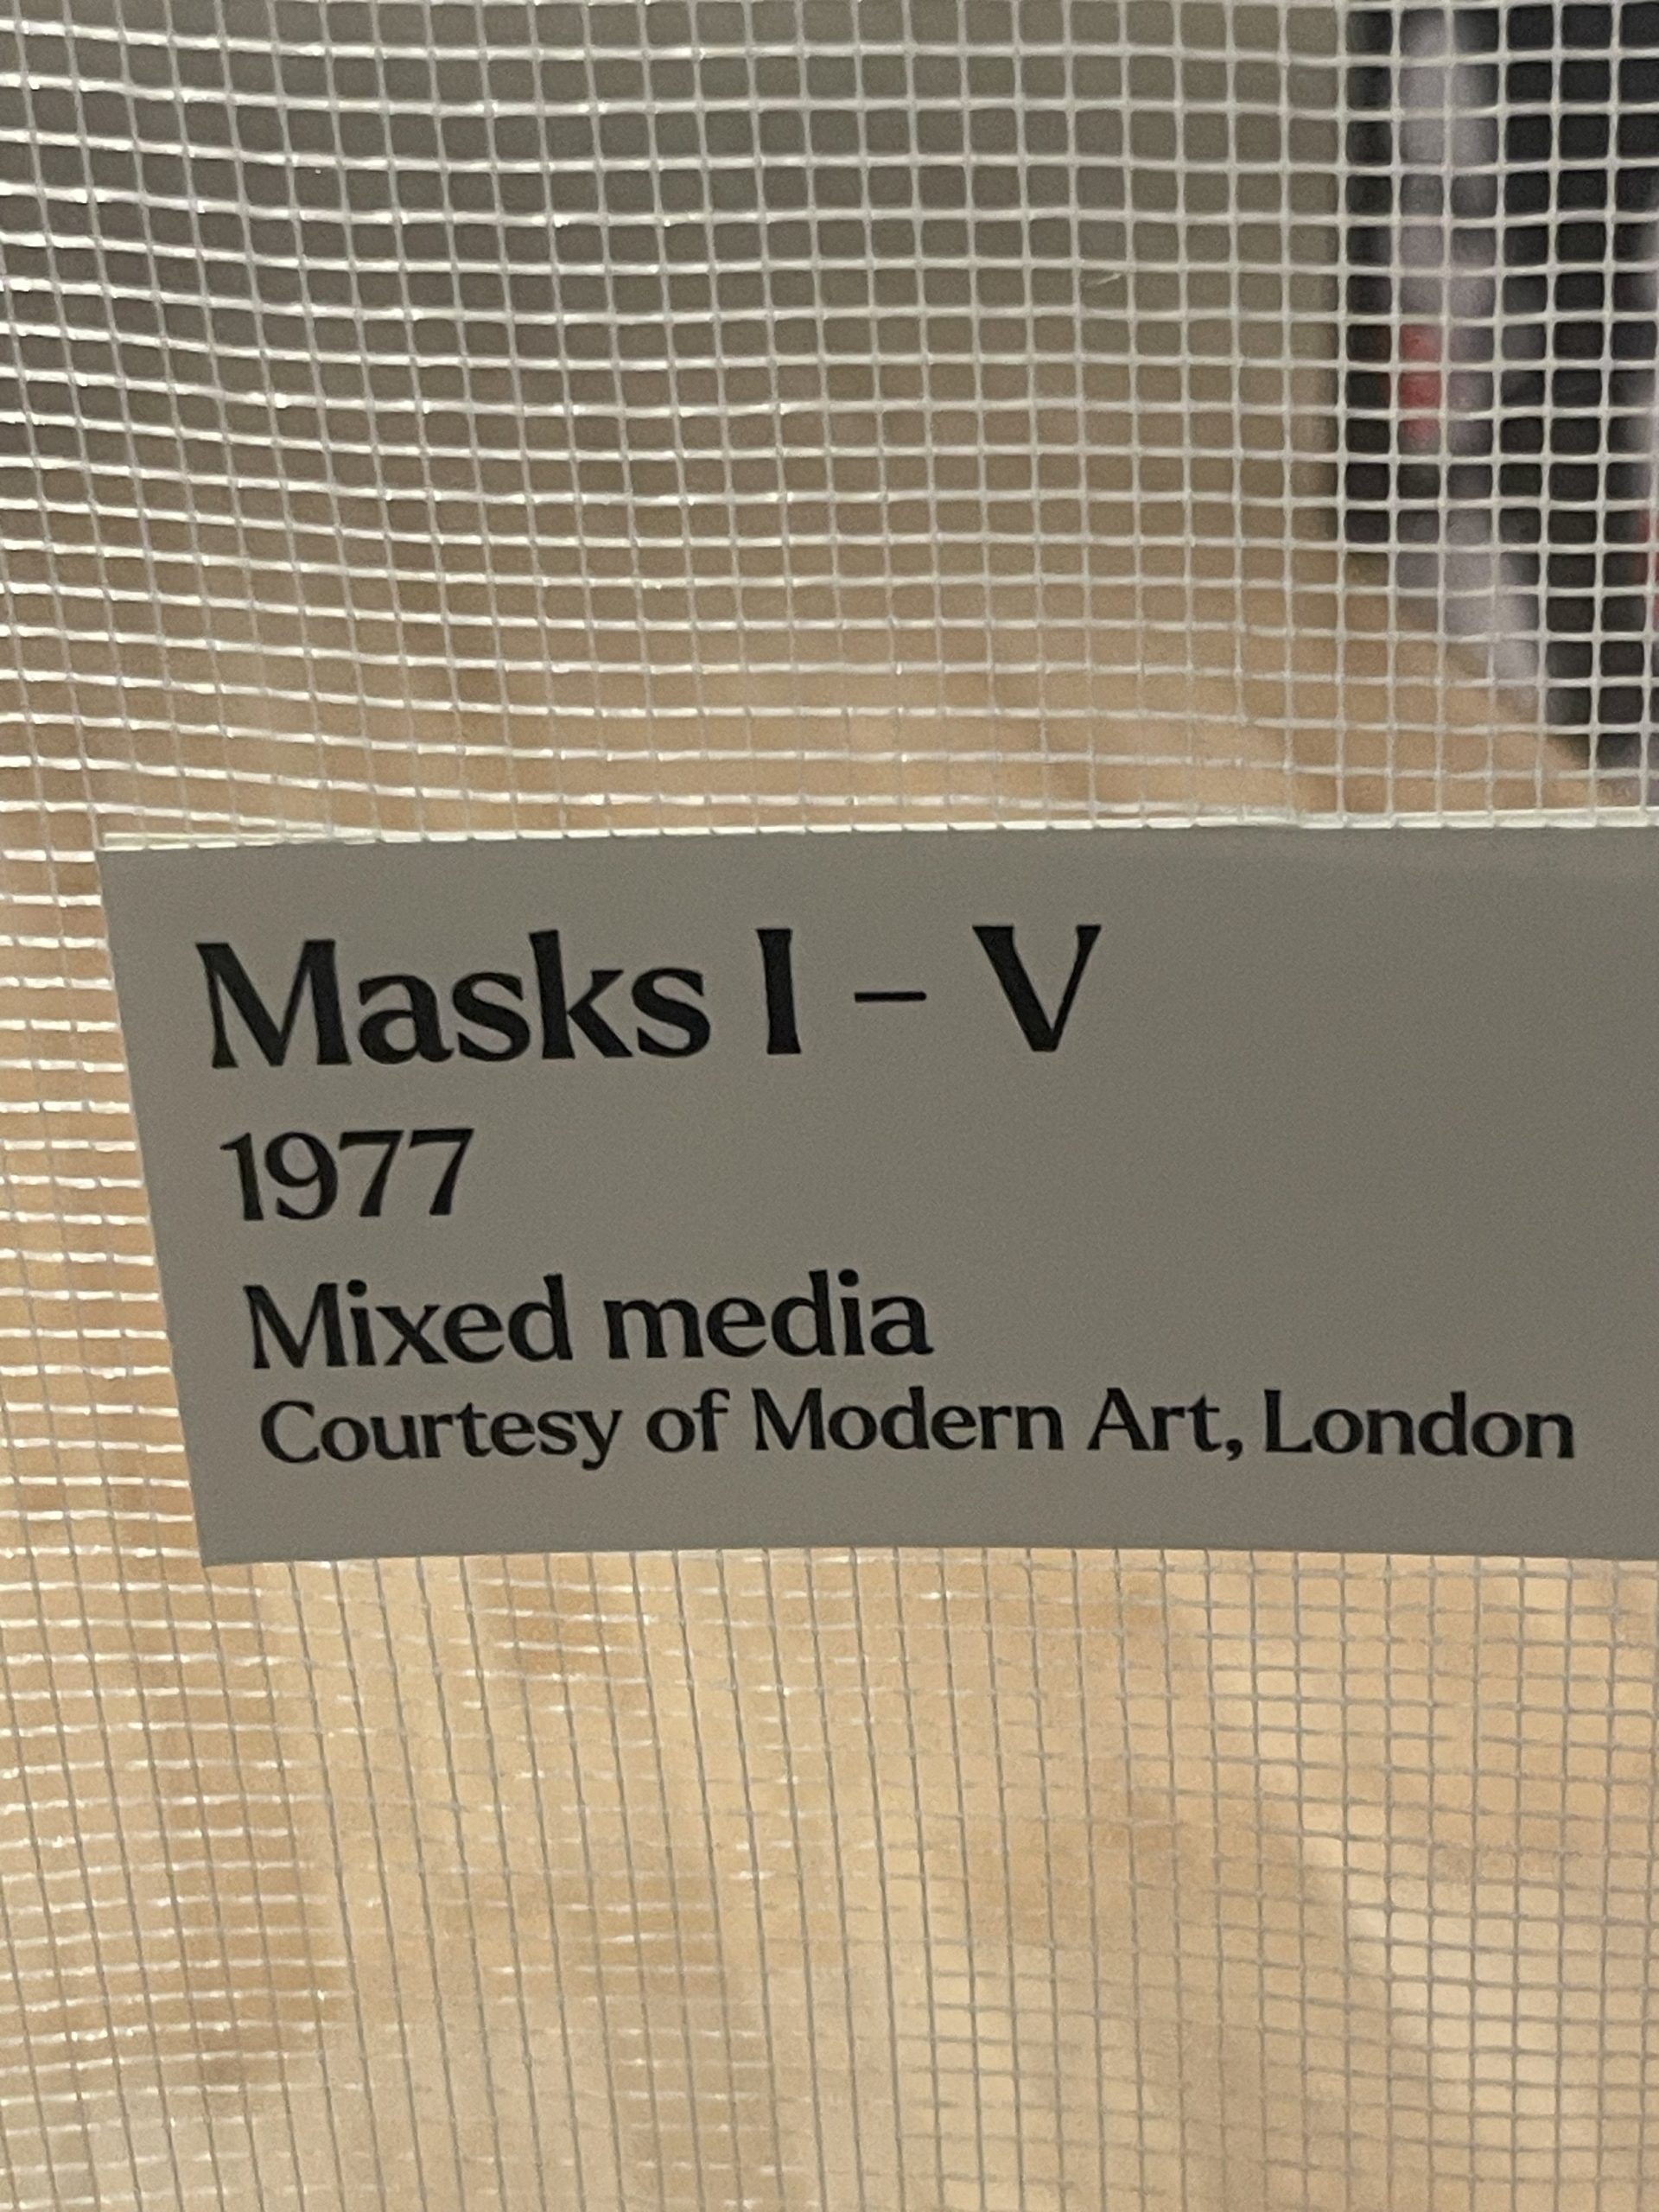 Masks I – V
1977
Mixed media
Courtesy of Modern Art, London